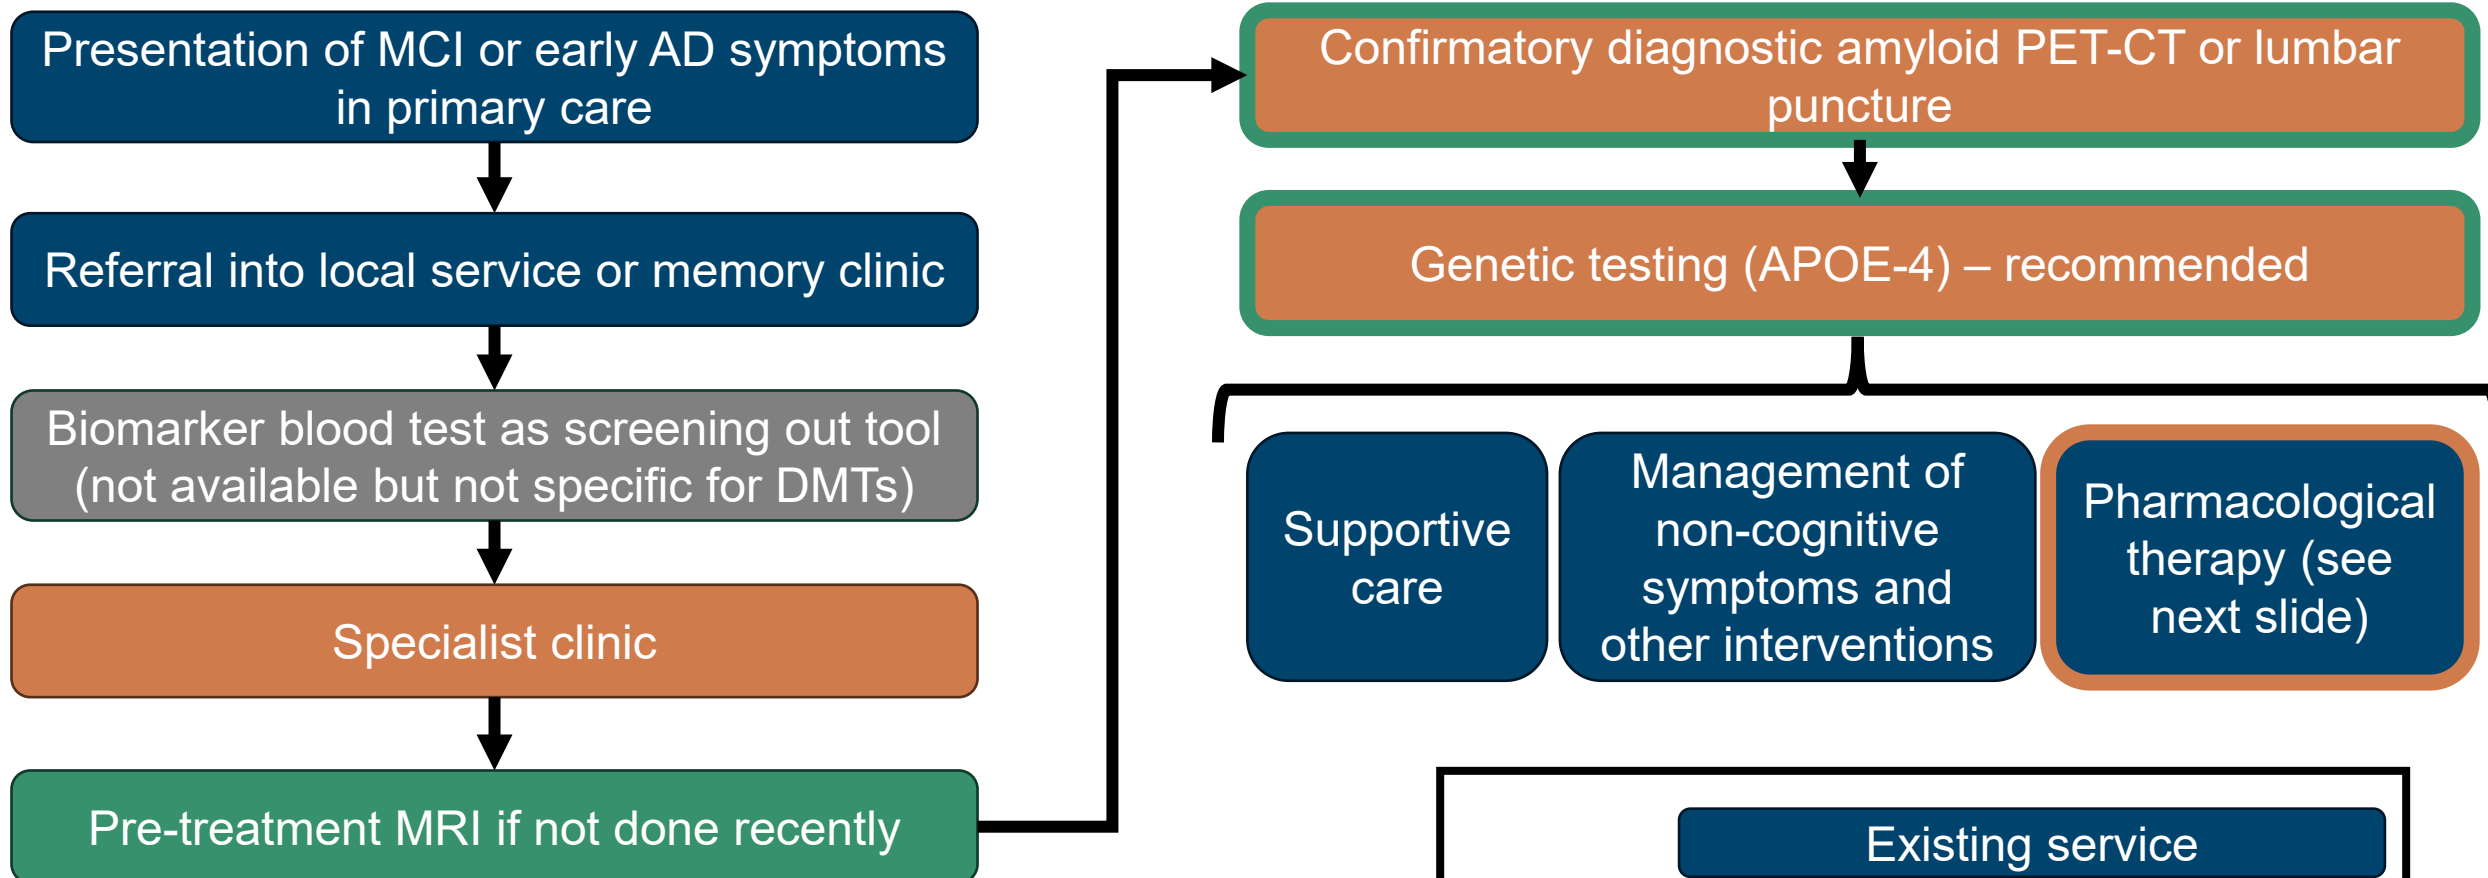 Presentation of MCI or early AD symptoms
in primary care
Referral into local service or memory clinic
Biomarker blood test as screening out tool
(not available but not specific for DMTs)
Specialist clinic
Pre-treatment MRI if not done recently
Confirmatory diagnostic amyloid PET-CT or lumbar
puncture
Genetic testing (APOE-4) – recommended
Supportive
care
Management of
non-cognitive
symptoms and
other interventions
Pharmacological
therapy (see
next slide)
Existing service